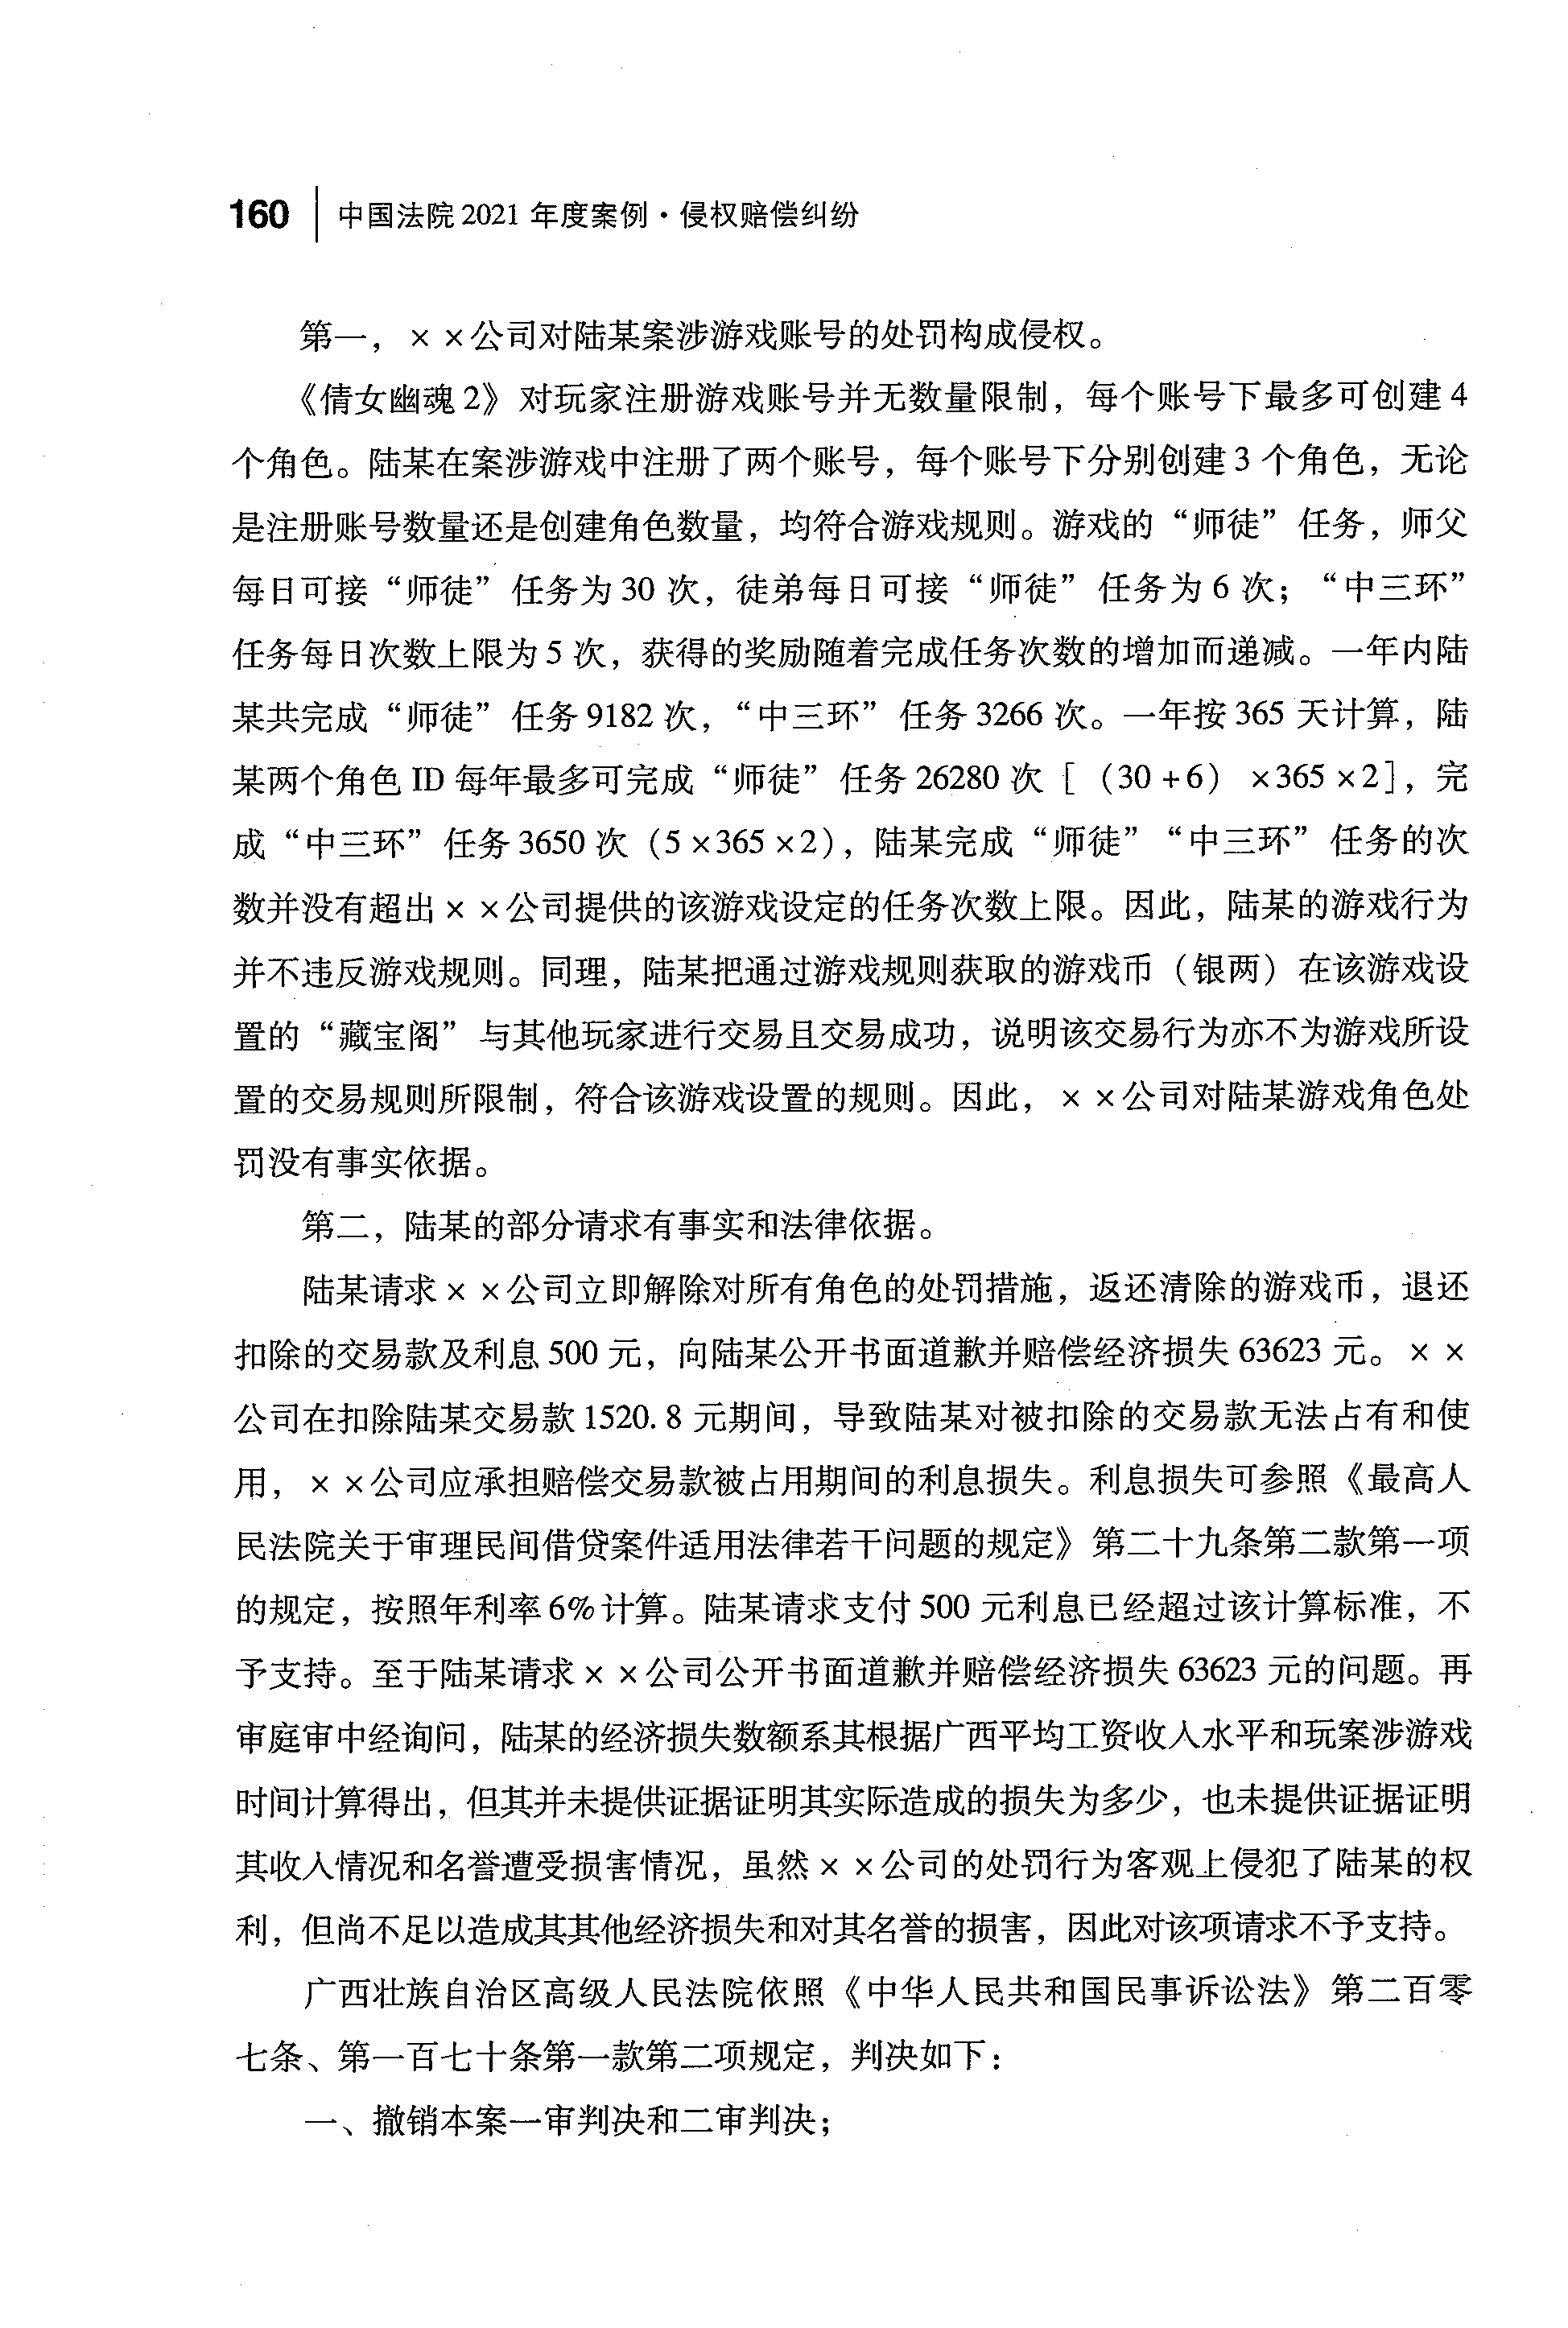 160 | 中国法院2021年度案例·侵权赔偿纠纷
第一，××公司对陆某案涉游戏账号的处罚构成侵权。
《倩女幽魂2》对玩家注册游戏账号并无数量限制，每个账号下最多可创建4
个角色。陆某在案涉游戏中注册了两个账号，每个账号下分别创建3个角色，无论
是注册账号数量还是创建角色数量，均符合游戏规则。游戏的“师徒”任务，师父
每日可接“师徒”任务为30次，徒弟每日可接“师徒”任务为6次；“中三环”
任务每日次数上限为5次，获得的奖励随着完成任务次数的增加而递减。一年内陆
某共完成“师徒”任务9182次，“中三环”任务3266次。一年按365天计算，陆
某两个角色ID每年最多可完成“师徒”任务26280次［（30+6）×365×2］，完
成“中三环”任务3650次（5×365×2），陆某完成“师徒”“中三环”任务的次
数并没有超出××公司提供的该游戏设定的任务次数上限。因此，陆某的游戏行为
并不违反游戏规则。同理，陆某把通过游戏规则获取的游戏币（银两）在该游戏设
置的“藏宝阁”与其他玩家进行交易且交易成功，说明该交易行为亦不为游戏所设
置的交易规则所限制，符合该游戏设置的规则。因此，××公司对陆某游戏角色处
罚没有事实依据。
第二，陆某的部分请求有事实和法律依据。
陆某请求××公司立即解除对所有角色的处罚措施，返还清除的游戏币，退还
扣除的交易款及利息500元，向陆某公开书面道歉并赔偿经济损失63623元。××
公司在扣除陆某交易款1520.8元期间，导致陆某对被扣除的交易款无法占有和使
用，××公司应承担赔偿交易款被占用期间的利息损失。利息损失可参照《最高人
民法院关于审理民间借贷案件适用法律若干问题的规定》第二十九条第二款第一项
的规定，按照年利率6%计算。陆某请求支付500元利息已经超过该计算标准，不
予支持。至于陆某请求××公司公开书面道歉并赔偿经济损失63623元的问题。再
审庭审中经询问，陆某的经济损失数额系其根据广西平均工资收入水平和玩案涉游戏
时间计算得出，但其并未提供证据证明其实际造成的损失为多少，也未提供证据证明
其收入情况和名誉遭受损害情况，虽然××公司的处罚行为客观上侵犯了陆某的权
利，但尚不足以造成其其他经济损失和对其名誉的损害，因此对该项请求不予支持。
广西壮族自治区高级人民法院依照《中华人民共和国民事诉讼法》第二百零
七条、第一百七十条第一款第二项规定，判决如下：
一、撤销本案一审判决和二审判决；